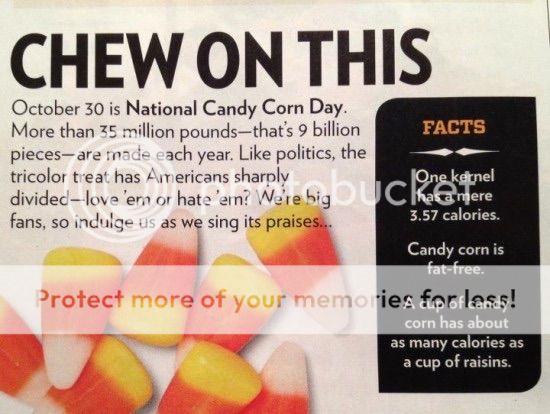 CHEW ON THIS
October 30 is National Candy Corn Day.
More than 35 million pounds—that's 9 billion
pieces—are made each year. Like politics, the
tricolor treat has Americans sharply
divided—love 'em or hate 'em? We're big
fans, so indulge us as we sing its praises...
FACTS
One kernel
has a mere
3.57 calories.
Candy corn is
fat-free.
A cup of candy
corn has about
as many calories as
a cup of raisins.
photobucket
Protect more of your memories for less!